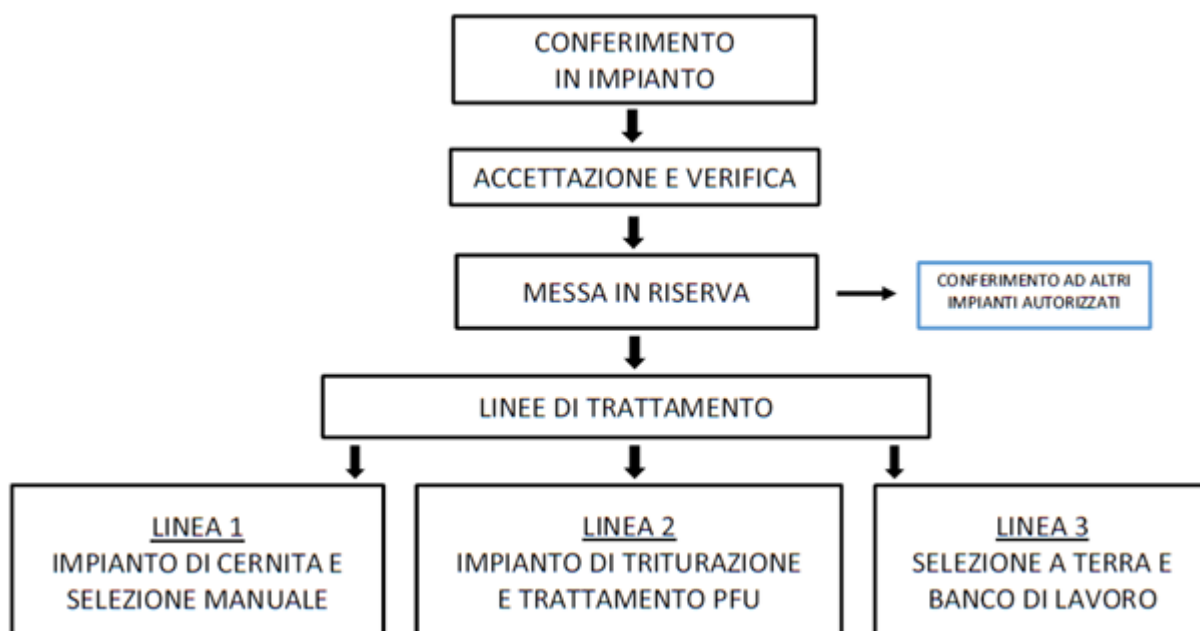 CONFERIMENTO
IN IMPIANTO
ACCETTAZIONE E VERIFICA
MESSA IN RISERVA
CONFERIMENTO AD ALTRI
IMPIANTI AUTORIZZATI
LINEE DI TRATTAMENTO
LINEA 1
IMPIANTO DI CERNITA E
SELEZIONE MANUALE
LINEA 2
IMPIANTO DI TRITURAZIONE
E TRATTAMENTO PFU
LINEA 3
SELEZIONE A TERRA E
BANCO DI LAVORO